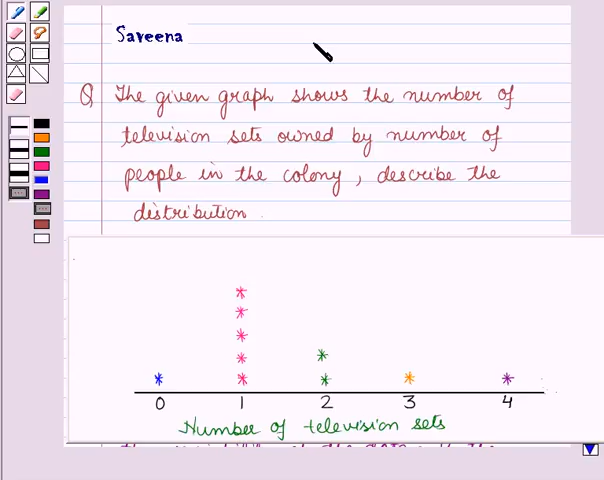 Saveena
Q The given graph shows the number of
television sets owned by number of
people in the colony, describe the
distribution.
0 1 2 3 4
Number of television sets